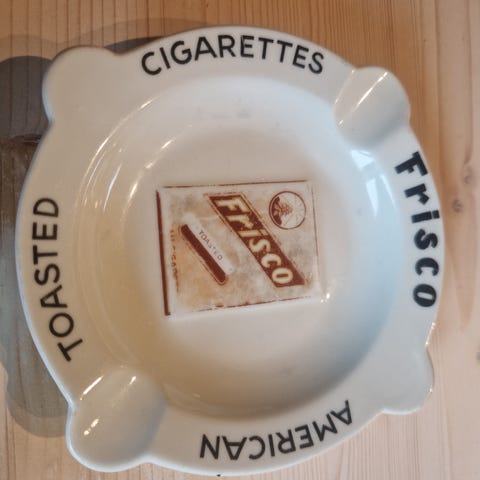 CIGARETTES
Frisco
AMERICAN
TOASTED
Frisco
TOASTED